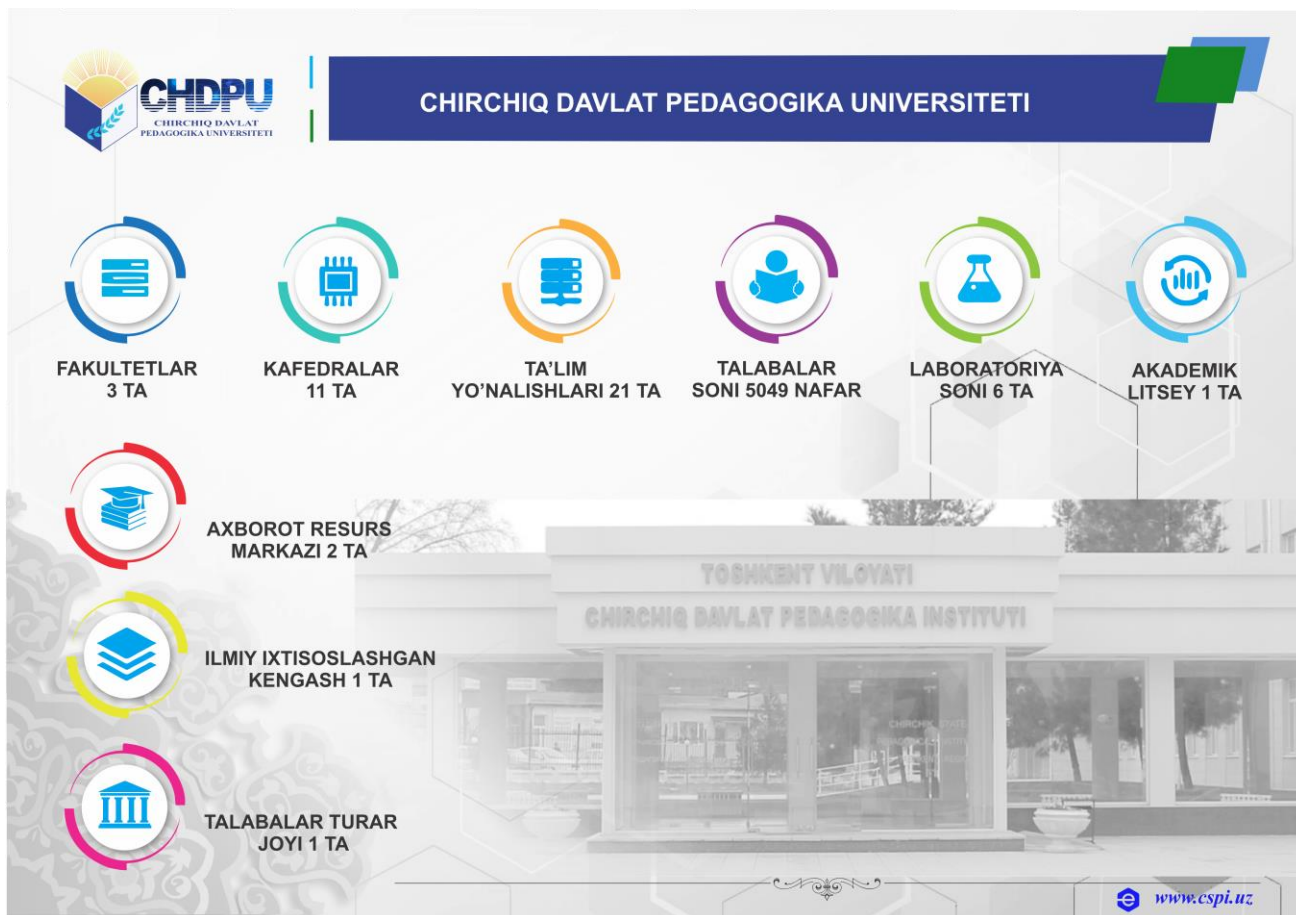 CHDPU
CHIRCHIQ DAVLAT
PEDAGOGIKA UNIVERSITETI
CHIRCHIQ DAVLAT PEDAGOGIKA UNIVERSITETI
FAKULTETLAR
3 TA
KAFEDRALAR
11 TA
TA'LIM
YO'NALISHLARI 21 TA
TALABALAR
SONI 5049 NAFAR
LABORATORIYA
SONI 6 TA
AKADEMIK
LITSEY 1 TA
AXBOROT RESURS
MARKAZI 2 TA
ILMIY IXTISOSLASHGAN
KENGASH 1 TA
TALABALAR TURAR
JOYI 1 TA
TOSHKENT VILOYATI
CHIRCHIQ DAVLAT PEDAGOGIKA INSTITUTI
CHIRCHIK STATE
www.cspi.uz